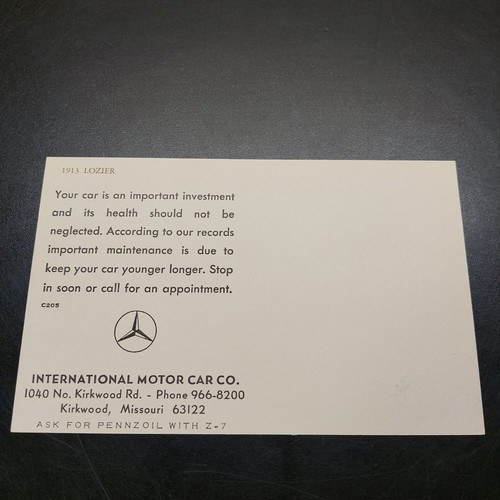 1913 LOZIER
Your car is an important investment
and its health should not be
neglected. According to our records
important maintenance is due to
keep your car younger longer. Stop
in soon or call for an appointment.
C205
INTERNATIONAL MOTOR CAR CO.
1040 No. Kirkwood Rd. - Phone 966-8200
Kirkwood, Missouri 63122
ASK FOR PENNZOIL WITH Z-7